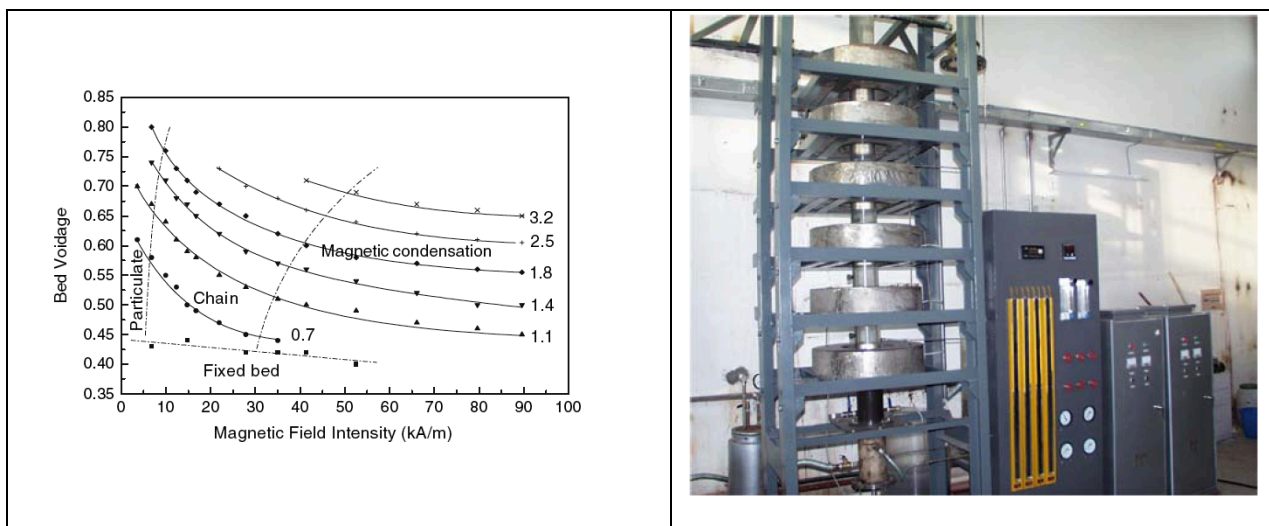 0.85
0.80
0.75
0.70
0.65
0.60
0.55
0.50
0.45
0.40
0.35
Bed Voidage
Particulate
Chain
Magnetic condensation
Fixed bed
3.2
2.5
1.8
1.4
1.1
0.7
0 10 20 30 40 50 60 70 80 90 100
Magnetic Field Intensity (kA/m)